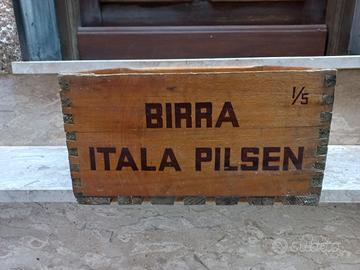 1/5
BIRRA
ITALA PILSEN
subito